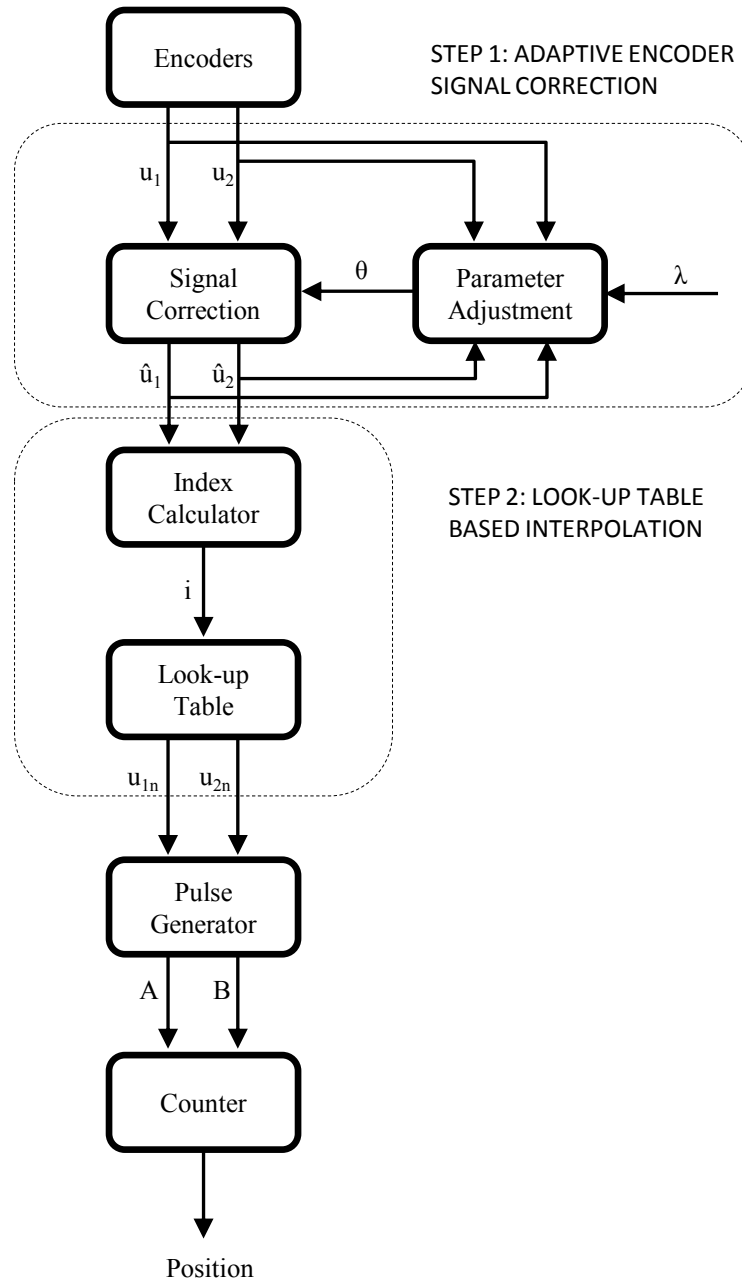 Encoders
STEP 1: ADAPTIVE ENCODER
SIGNAL CORRECTION
u₁
u₂
Signal
Correction
θ
Parameter
Adjustment
λ
û₁
û₂
Index
Calculator
STEP 2: LOOK-UP TABLE
BASED INTERPOLATION
i
Look-up
Table
u₁ₙ
u₂ₙ
Pulse
Generator
A
B
Counter
Position